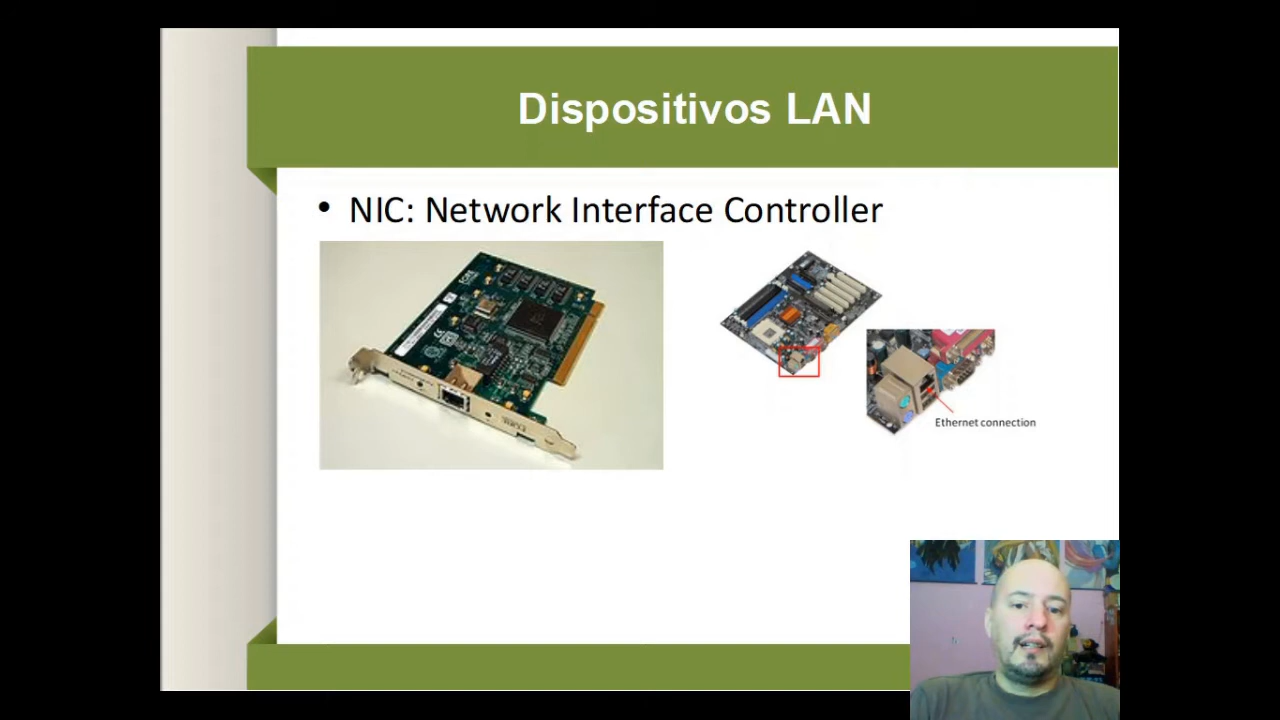 Dispositivos LAN
• NIC: Network Interface Controller
Ethernet connection